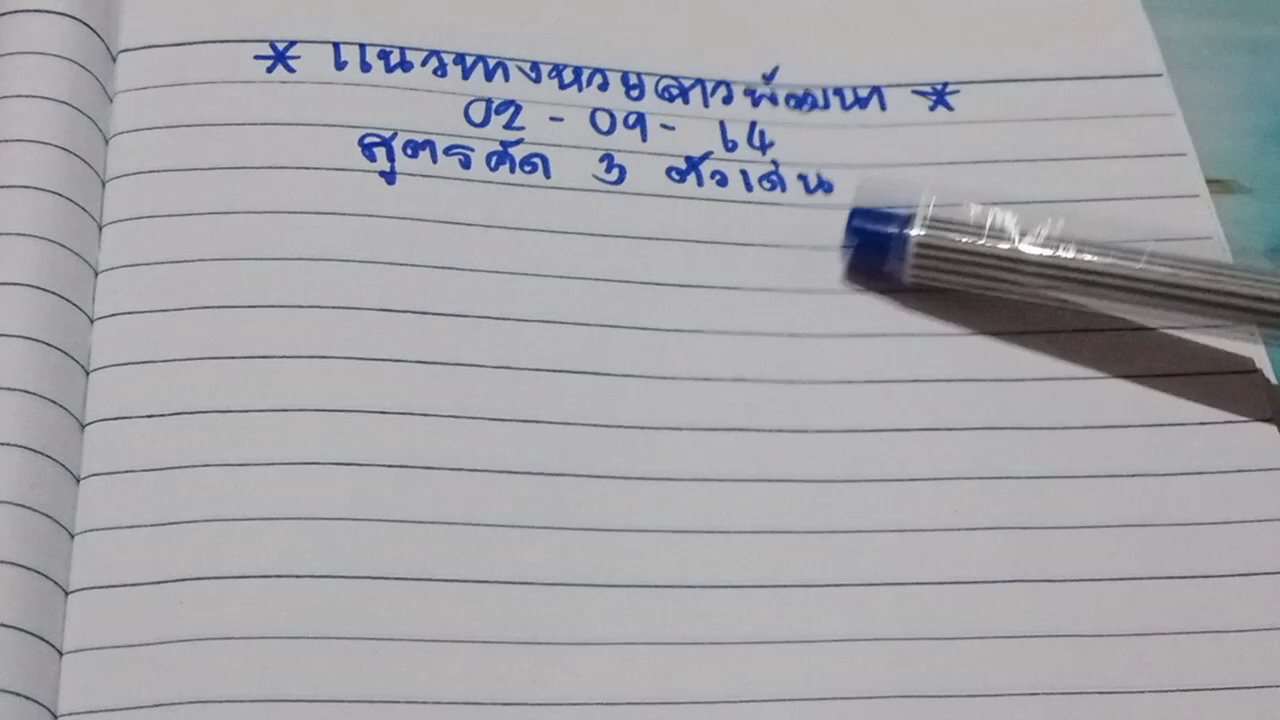 * แนวทางหวยลาวพัฒนา *
02 - 09 - 64
สูตรคัด 3 ตัวเด่น